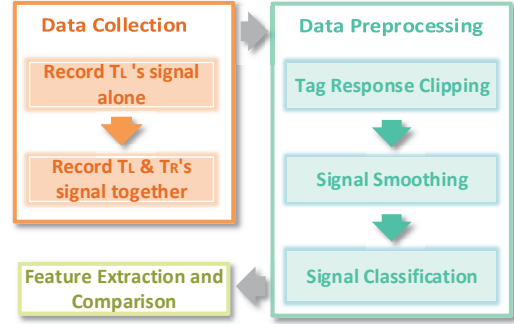 Data Collection
Record TL 's signal
alone
Record TL & TR's
signal together
Data Preprocessing
Tag Response Clipping
Signal Smoothing
Signal Classification
Feature Extraction and
Comparison